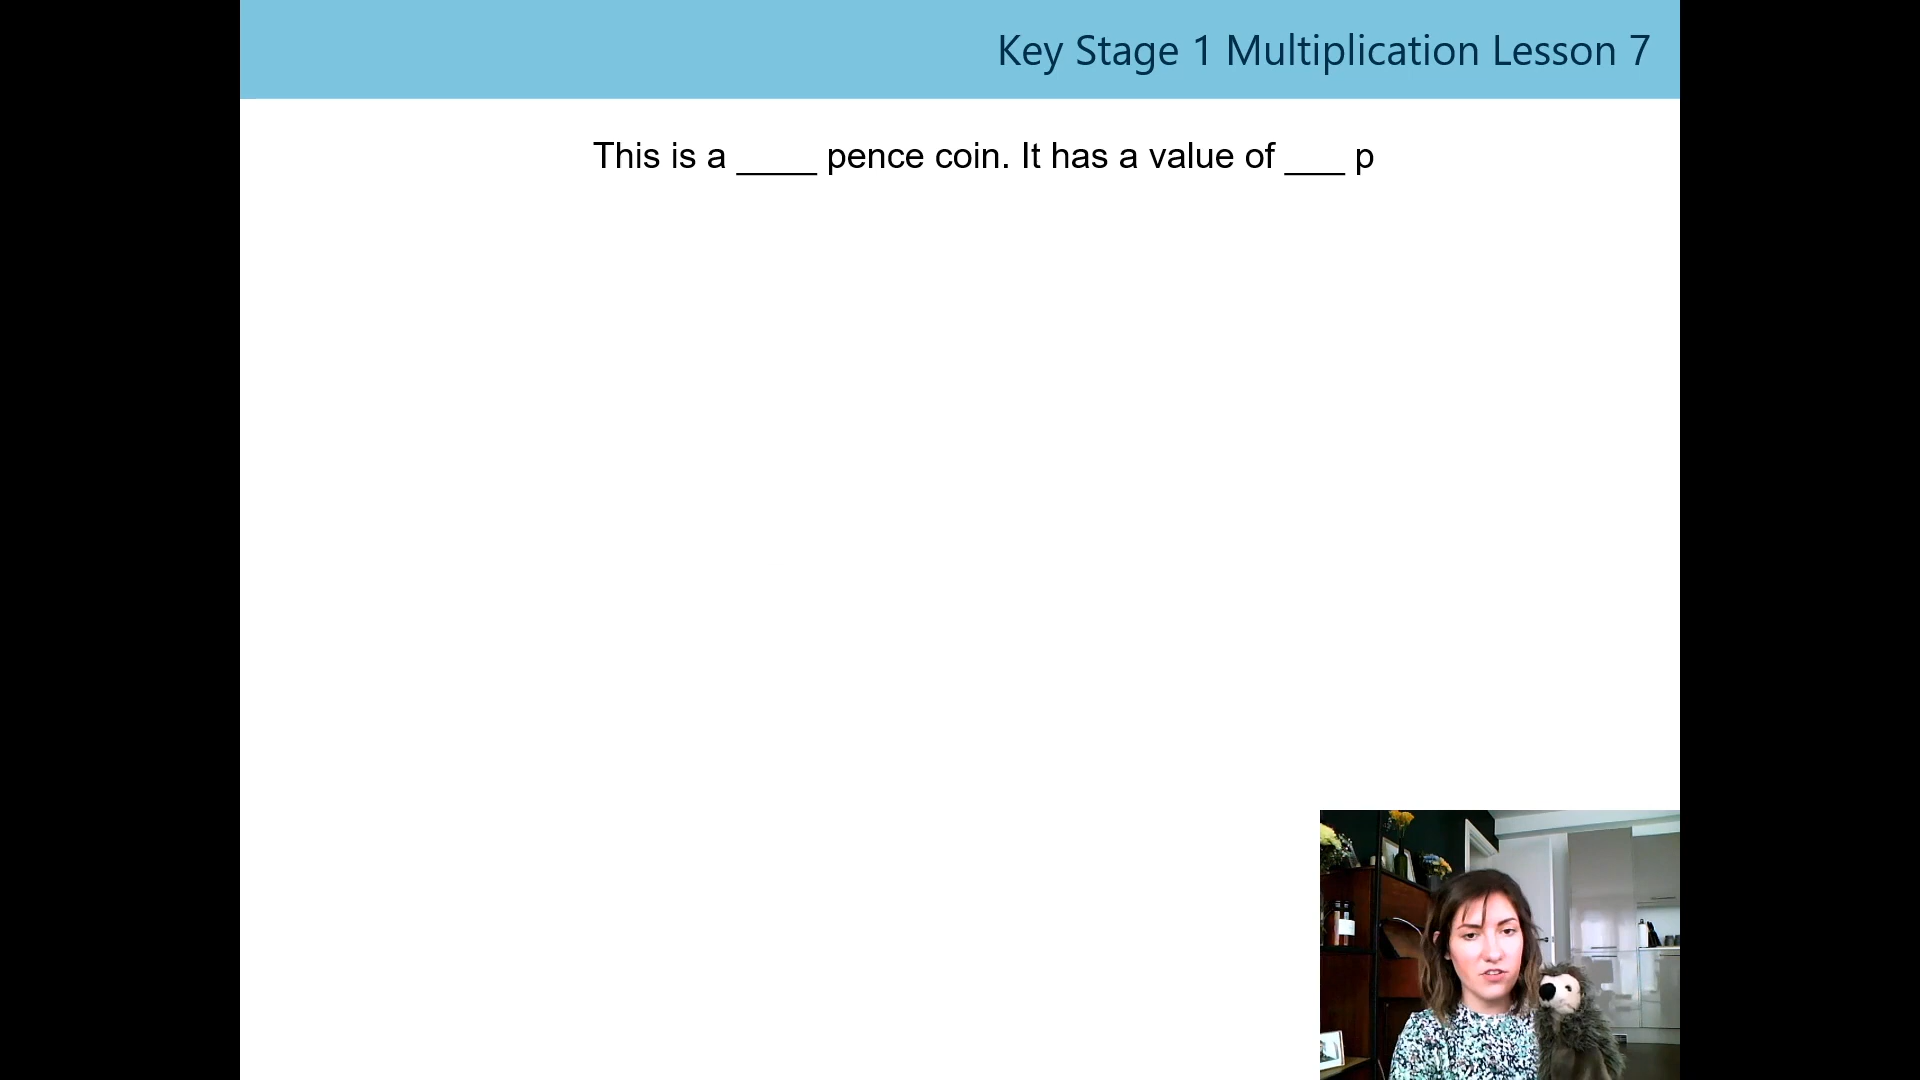 Key Stage 1 Multiplication Lesson 7
This is a ____ pence coin. It has a value of ___ p